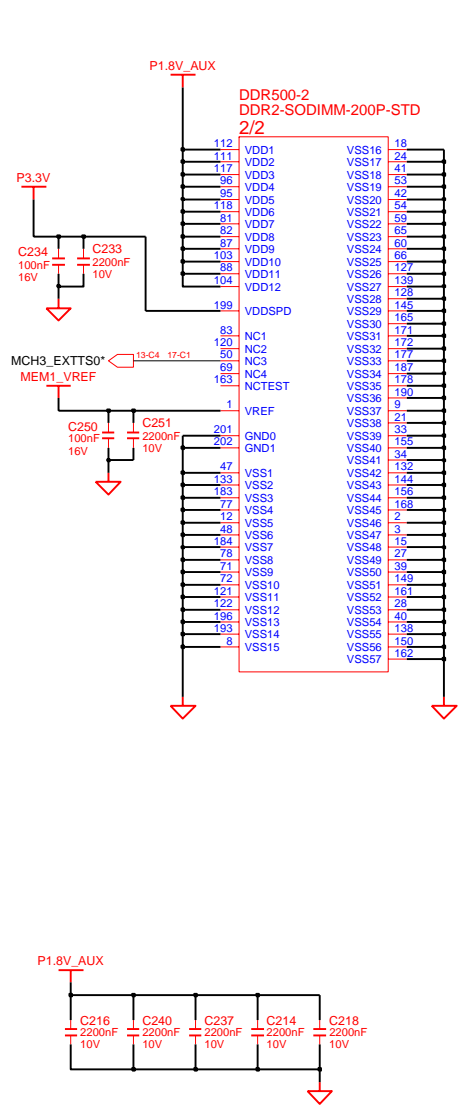 P1.8V_AUX
DDR500-2
DDR2-SODIMM-200P-STD
2/2
112 VDD1 VSS16 18
111 VDD2 VSS17 24
117 VDD3 VSS18 41
96 VDD4 VSS19 53
95 VDD5 VSS20 42
118 VDD6 VSS21 54
81 VDD7 VSS22 59
82 VDD8 VSS23 65
87 VDD9 VSS24 60
103 VDD10 VSS25 66
88 VDD11 VSS26 127
104 VDD12 VSS27 139
VSS28 128
199 VDDSPD VSS29 145
VSS30 165
83 NC1 VSS31 171
120 NC2 VSS32 172
50 NC3 VSS33 177
69 NC4 VSS34 187
163 NCTEST VSS35 178
VSS36 190
1 VREF VSS37 9
VSS38 21
201 GND0 VSS39 33
202 GND1 VSS40 155
VSS41 34
47 VSS1 VSS42 132
133 VSS2 VSS43 144
183 VSS3 VSS44 156
77 VSS4 VSS45 168
12 VSS5 VSS46 2
48 VSS6 VSS47 3
184 VSS7 VSS48 15
78 VSS8 VSS49 27
71 VSS9 VSS50 39
72 VSS10 VSS51 149
121 VSS11 VSS52 161
122 VSS12 VSS53 28
196 VSS13 VSS54 40
193 VSS14 VSS55 138
8 VSS15 VSS56 150
VSS57 162
P3.3V
C234
100nF
16V
C233
2200nF
10V
MCH3_EXTTS0* 13-C4 17-C1
MEM1_VREF
C250
100nF
16V
C251
2200nF
10V
P1.8V_AUX
C216 C240 C237 C214 C218
2200nF 2200nF 2200nF 2200nF 2200nF
10V 10V 10V 10V 10V